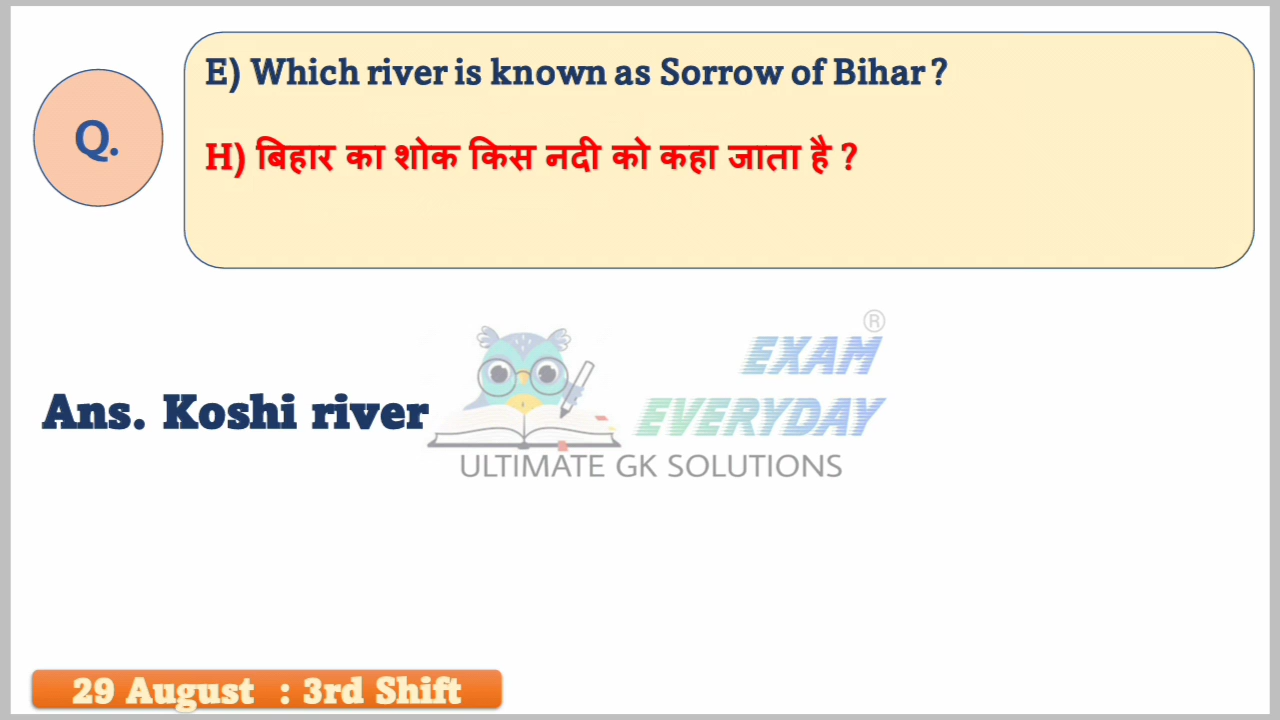 Q.
E) Which river is known as Sorrow of Bihar ?
H) बिहार का शोक किस नदी को कहा जाता है ?
Ans. Koshi river
®
EXAM
EVERYDAY
ULTIMATE GK SOLUTIONS
29 August : 3rd Shift